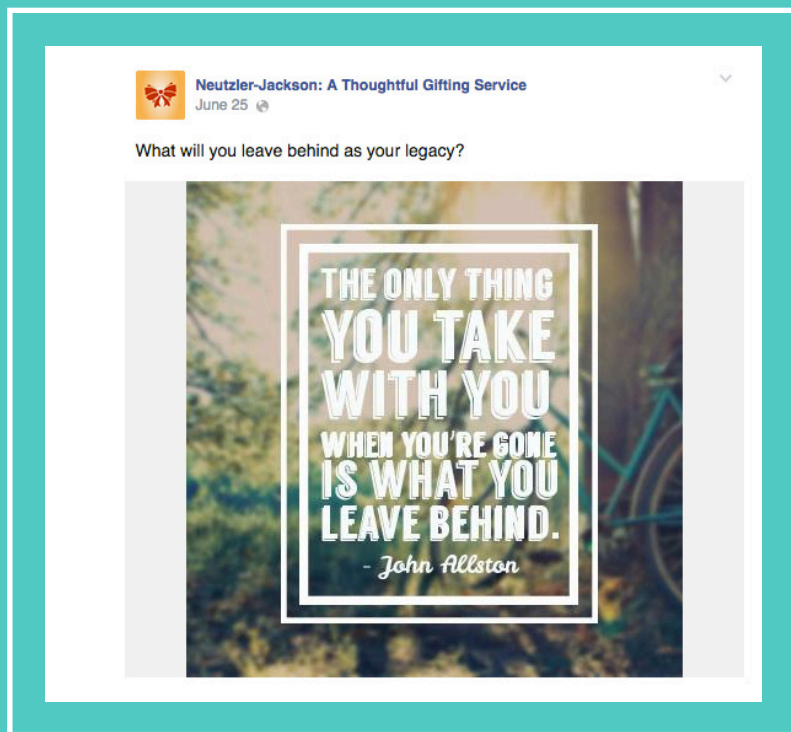 Neutzler-Jackson: A Thoughtful Gifting Service
June 25
What will you leave behind as your legacy?
THE ONLY THING
YOU TAKE
WITH YOU
WHEN YOU'RE GONE
IS WHAT YOU
LEAVE BEHIND.
- John Allston